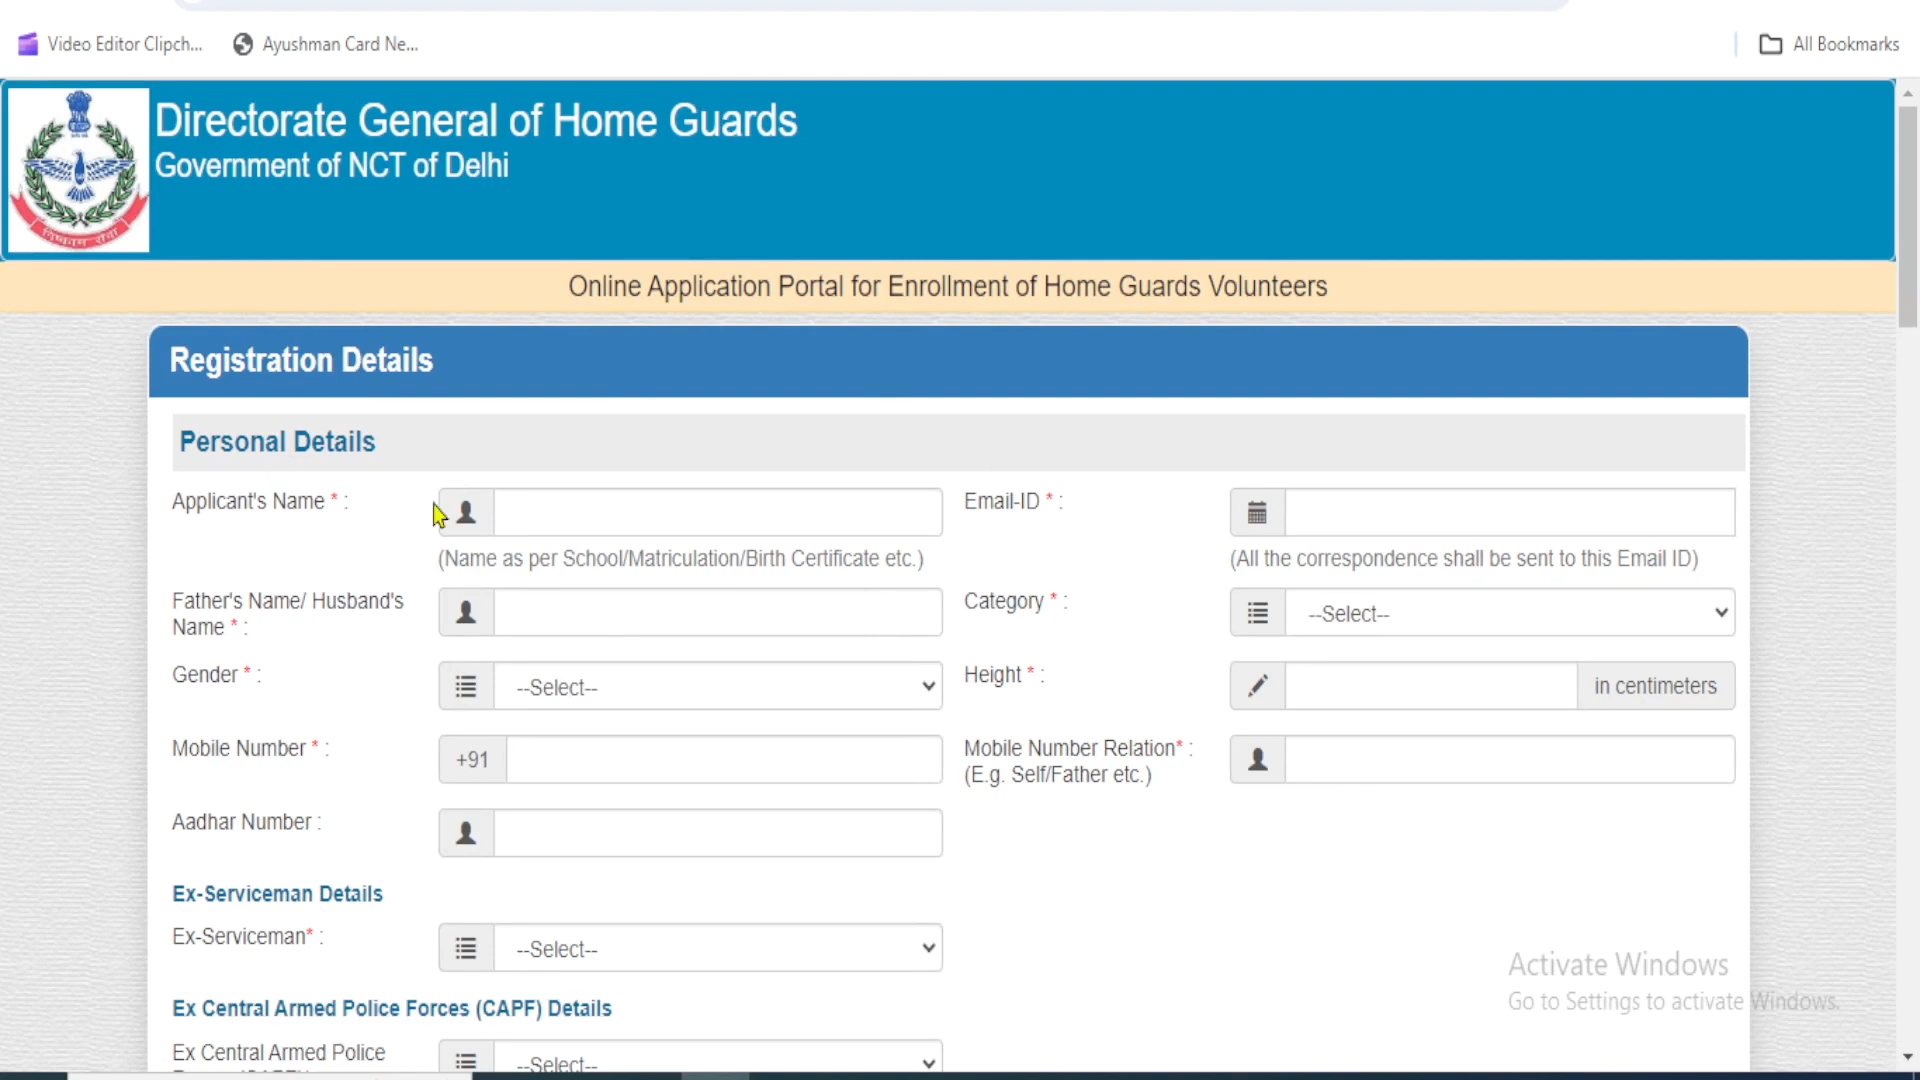 Video Editor Clipch...
Ayushman Card Ne...
All Bookmarks
Directorate General of Home Guards
Government of NCT of Delhi
Online Application Portal for Enrollment of Home Guards Volunteers
Registration Details
Personal Details
Applicant's Name * :
(Name as per School/Matriculation/Birth Certificate etc.)
Email-ID * :
(All the correspondence shall be sent to this Email ID)
Father's Name/ Husband's
Name * :
Category * :
--Select--
Gender * :
--Select--
Height * :
in centimeters
Mobile Number * :
+91
Mobile Number Relation* :
(E.g. Self/Father etc.)
Aadhar Number :
Ex-Serviceman Details
Ex-Serviceman* :
--Select--
Activate Windows
Go to Settings to activate Windows.
Ex Central Armed Police Forces (CAPF) Details
Ex Central Armed Police
--Select--